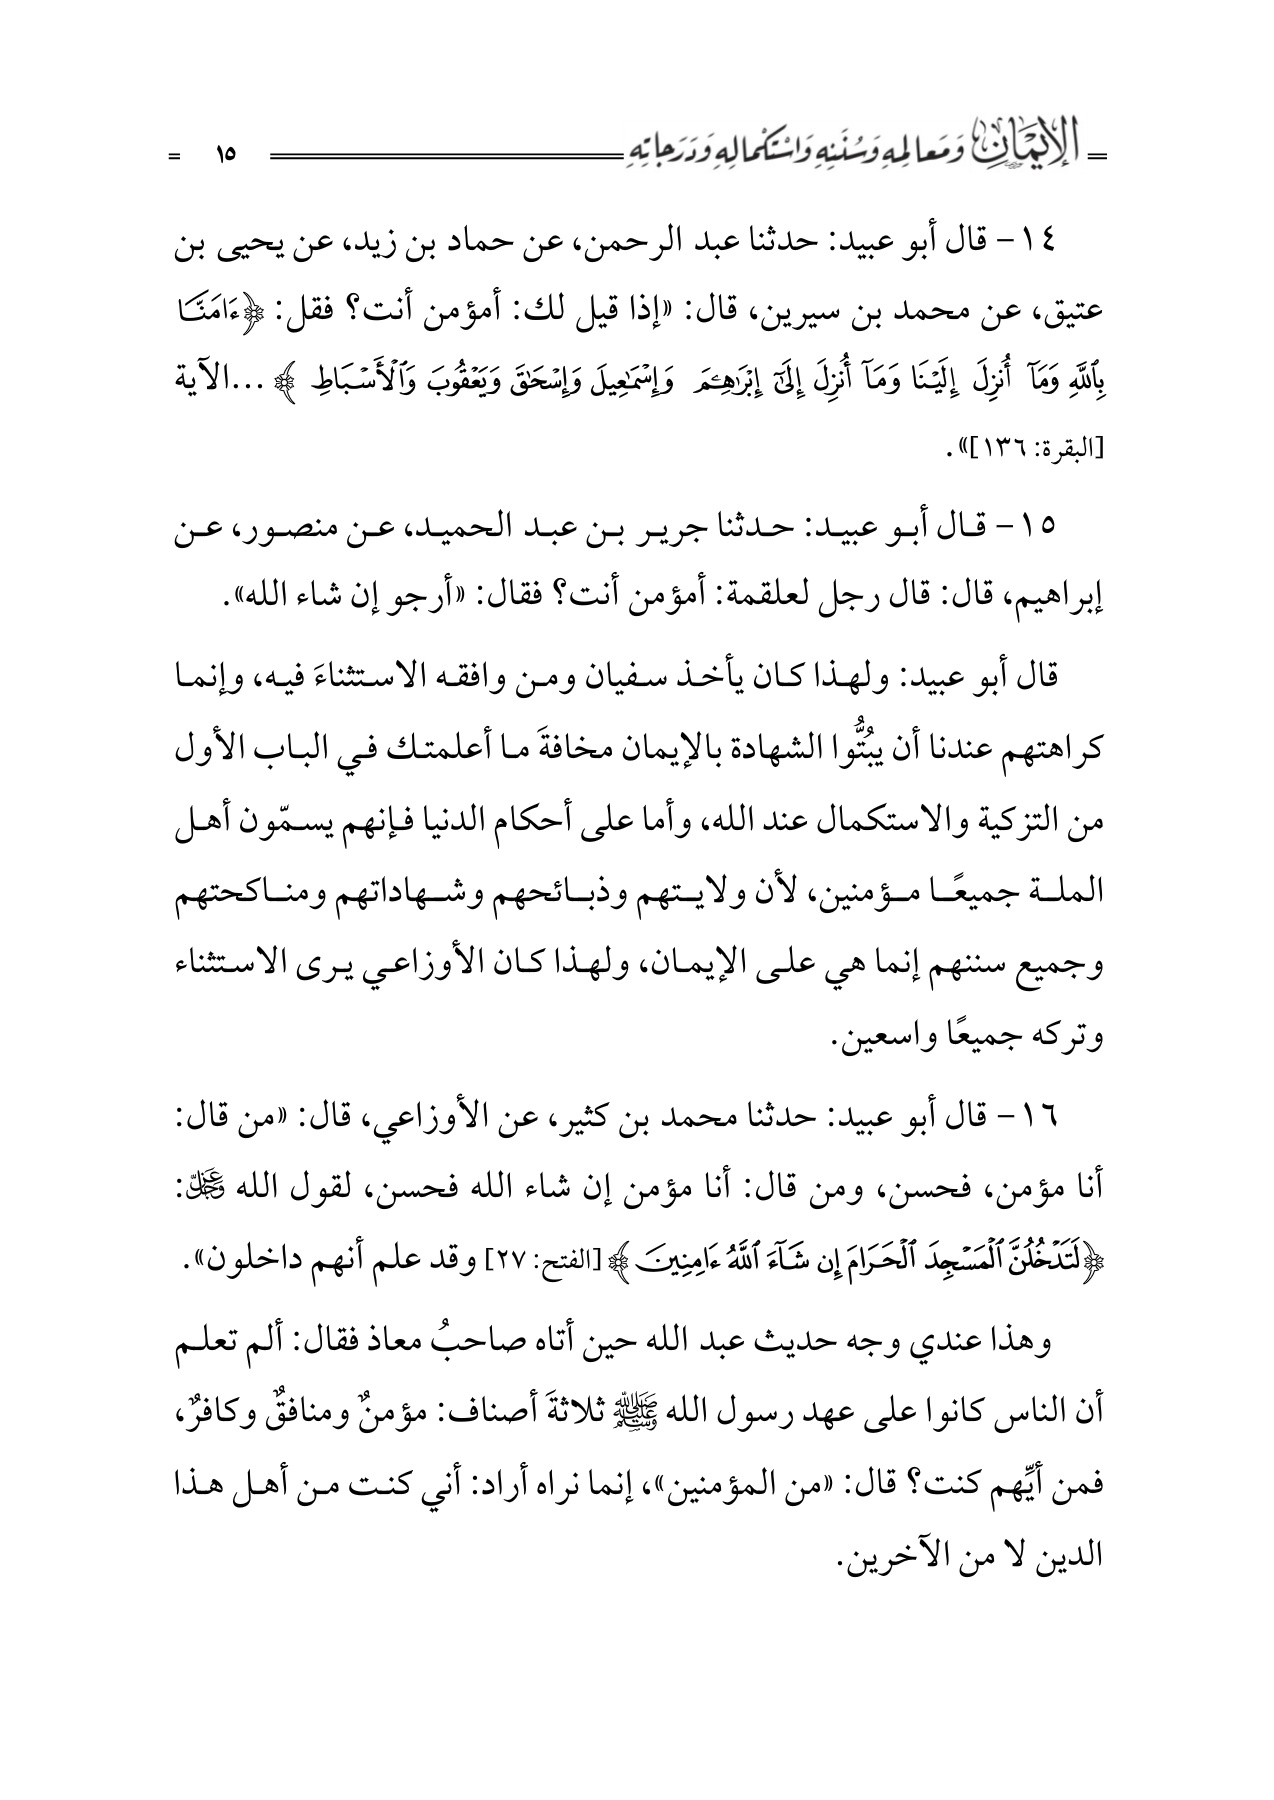 الإيمان ومعالمه وسننه واستكماله ودرجاته = ١٥ =
١٤ - قال أبو عبيد: حدثنا عبد الرحمن، عن حماد بن زيد، عن يحيى بن
عتيق، عن محمد بن سيرين، قال: «إذا قيل لك: أمؤمن أنت؟ فقل: ﴿ءَامَنَّا
بِٱللَّهِ وَمَآ أُنزِلَ إِلَيْنَا وَمَآ أُنزِلَ إِلَىٰٓ إِبْرَٰهِـۧمَ وَإِسْمَٰعِيلَ وَإِسْحَٰقَ وَيَعْقُوبَ وَٱلْأَسْبَاطِ ﴾ ...الآية
[البقرة: ١٣٦]».
١٥ - قال أبو عبيد: حدثنا جرير بن عبد الحميد، عن منصور، عن
إبراهيم، قال: قال رجل لعلقمة: أمؤمن أنت؟ فقال: «أرجو إن شاء الله».
قال أبو عبيد: ولهذا كان يأخذ سفيان ومن وافقه الاستثناءَ فيه، وإنما
كراهتهم عندنا أن يبُتُّوا الشهادة بالإيمان مخافةَ ما أعلمتك في الباب الأول
من التزكية والاستكمال عند الله، وأما على أحكام الدنيا فإنهم يسمّون أهل
الملة جميعًا مؤمنين، لأن ولايتهم وذبائحهم وشهاداتهم ومناكحتهم
وجميع سننهم إنما هي على الإيمان، ولهذا كان الأوزاعي يرى الاستثناء
وتركه جميعًا واسعين.
١٦ - قال أبو عبيد: حدثنا محمد بن كثير، عن الأوزاعي، قال: «من قال:
أنا مؤمن، فحسن، ومن قال: أنا مؤمن إن شاء الله فحسن، لقول الله عز وجل:
﴿لَتَدْخُلُنَّ ٱلْمَسْجِدَ ٱلْحَرَامَ إِن شَآءَ ٱللَّهُ ءَامِنِينَ ﴾ [الفتح: ٢٧] وقد علم أنهم داخلون».
وهذا عندي وجه حديث عبد الله حين أتاه صاحبُ معاذ فقال: ألم تعلم
أن الناس كانوا على عهد رسول الله ﷺ ثلاثةَ أصناف: مؤمنٌ ومنافقٌ وكافرٌ،
فمن أيِّهم كنت؟ قال: «من المؤمنين»، إنما نراه أراد: أني كنت من أهل هذا
الدين لا من الآخرين.